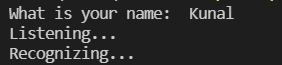 What is your name:  Kunal
Listening...
Recognizing...